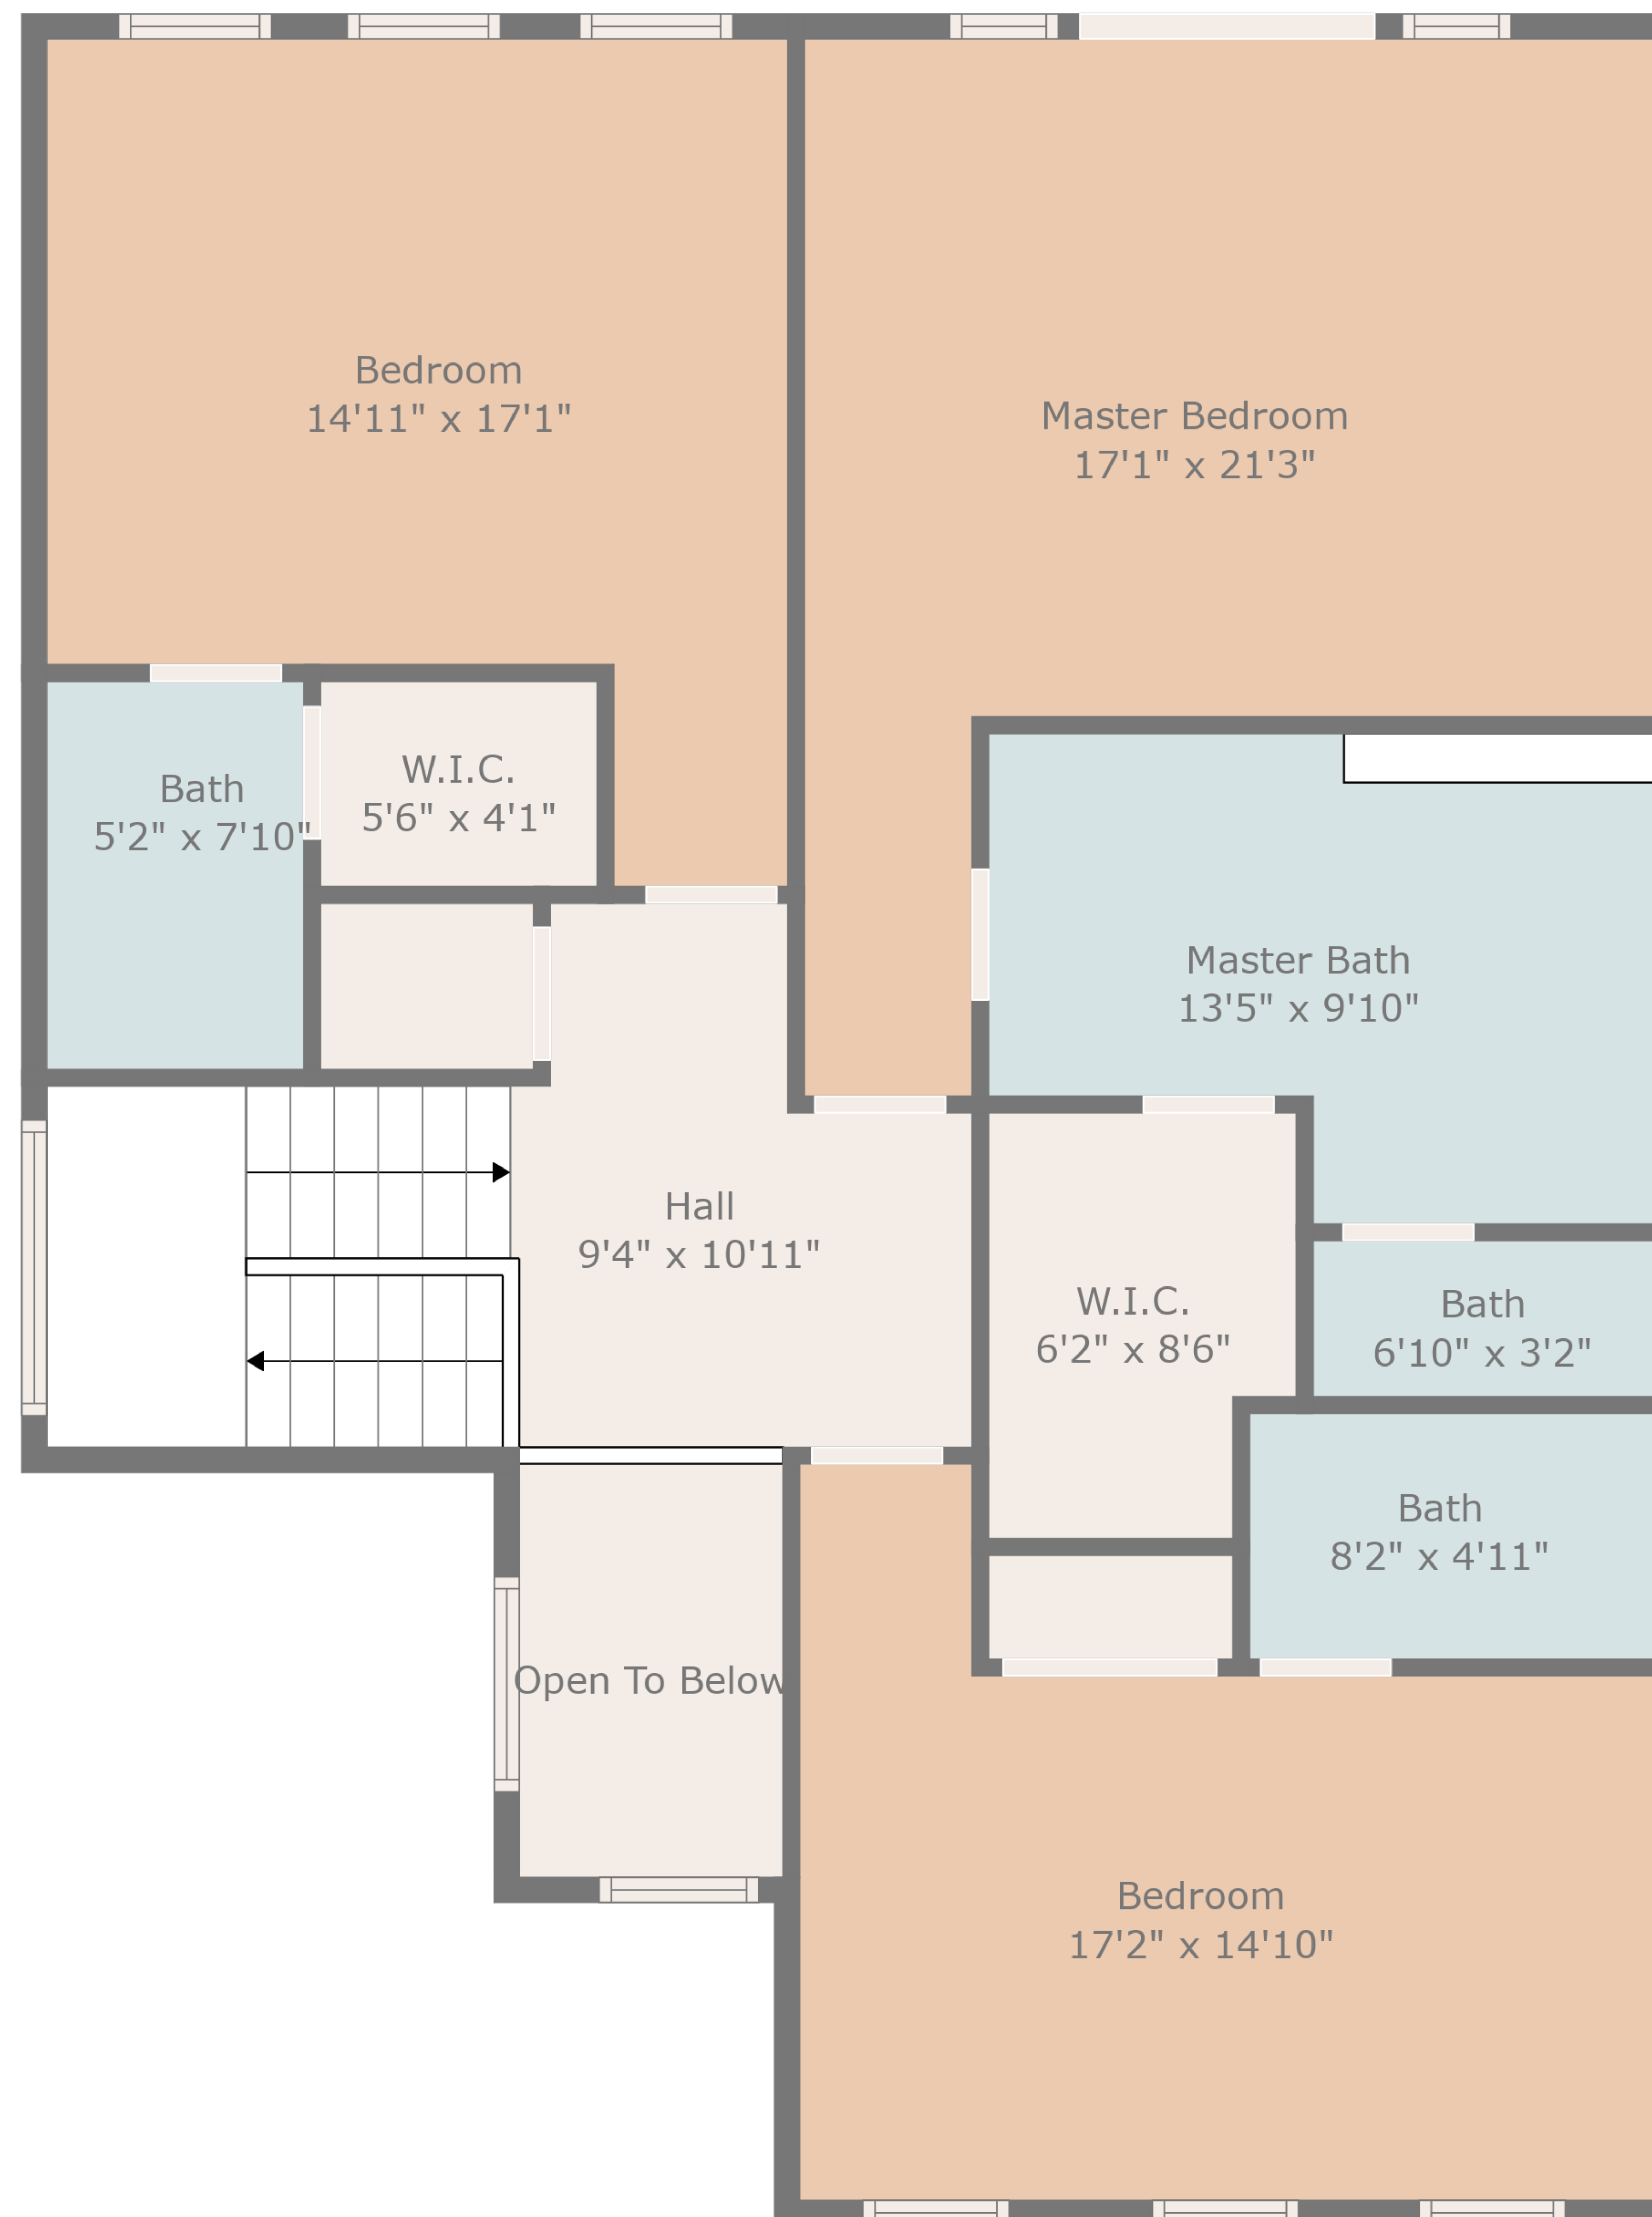 Bedroom
14'11" x 17'1"
Master Bedroom
17'1" x 21'3"
Bath
5'2" x 7'10"
W.I.C.
5'6" x 4'1"
Master Bath
13'5" x 9'10"
Hall
9'4" x 10'11"
W.I.C.
6'2" x 8'6"
Bath
6'10" x 3'2"
Bath
8'2" x 4'11"
Open To Below
Bedroom
17'2" x 14'10"